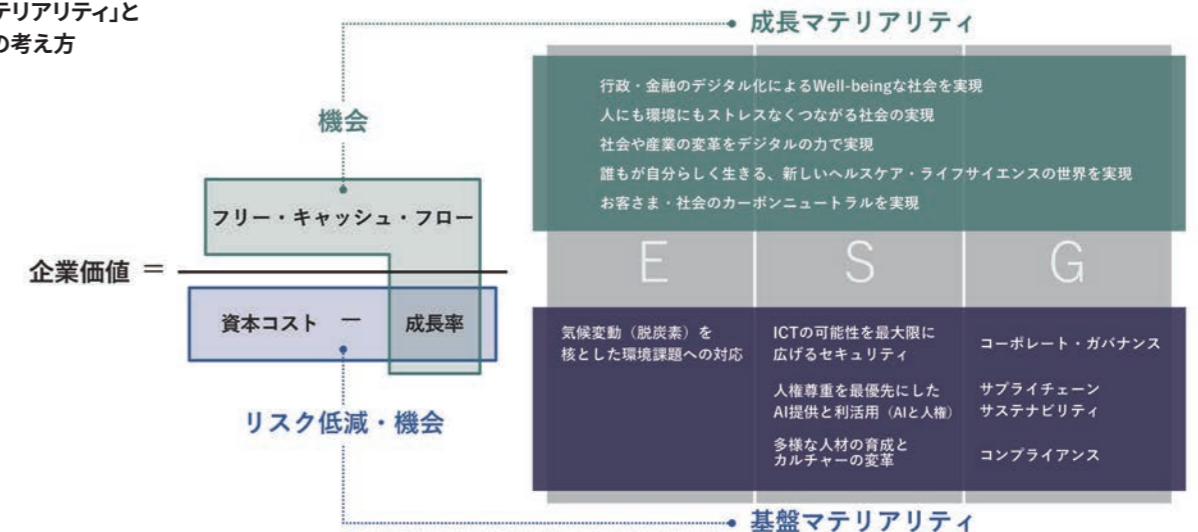 テリアリティ」と
の考え方
成長マテリアリティ
機会
フリー・キャッシュ・フロー
企業価値 =
資本コスト ー 成長率
リスク低減・機会
行政・金融のデジタル化によるWell-beingな社会を実現
人にも環境にもストレスなくつながる社会の実現
社会や産業の変革をデジタルの力で実現
誰もが自分らしく生きる、新しいヘルスケア・ライフサイエンスの世界を実現
お客さま・社会のカーボンニュートラルを実現
E S G
気候変動（脱炭素）を
核とした環境課題への対応
ICTの可能性を最大限に
広げるセキュリティ
人権尊重を最優先にした
AI提供と利活用（AIと人権）
多様な人材の育成と
カルチャーの変革
コーポレート・ガバナンス
サプライチェーン
サステナビリティ
コンプライアンス
基盤マテリアリティ